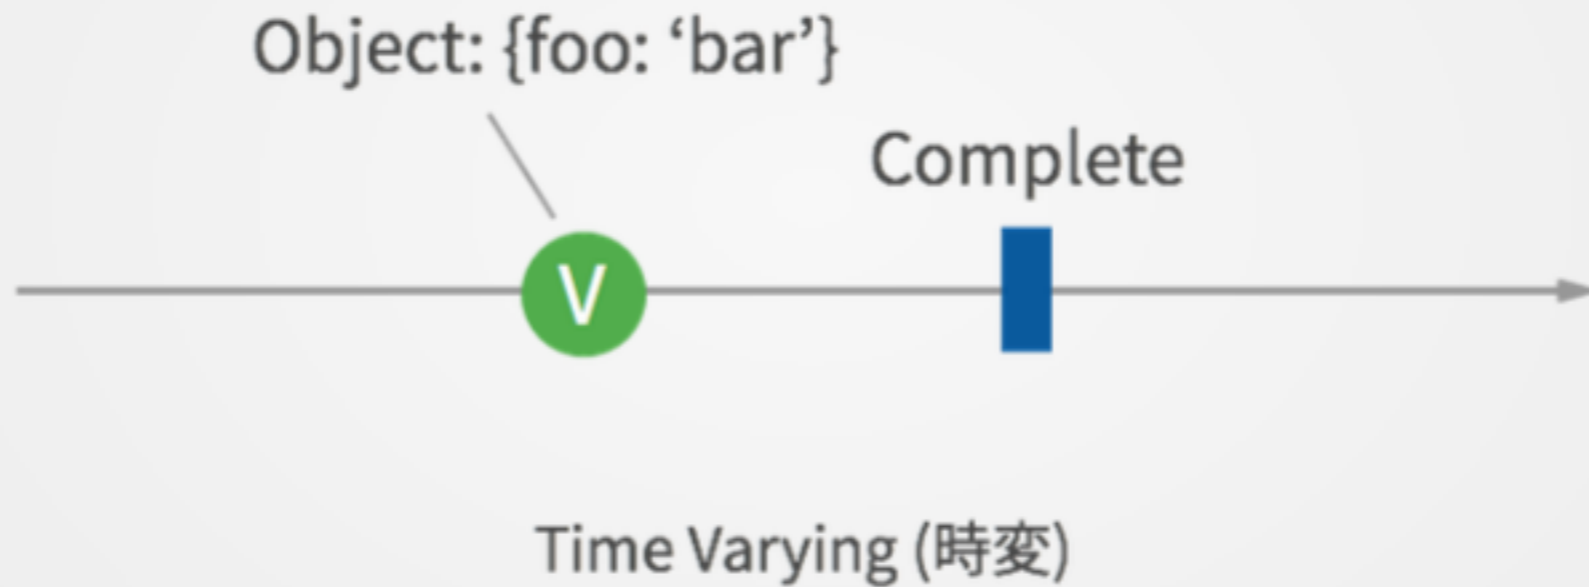 Object: {foo: ‘bar’}
Complete
V
Time Varying (時変)